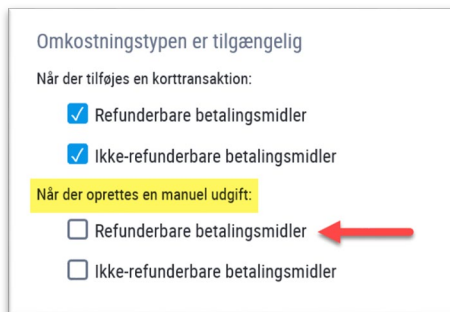 Omkostningstypen er tilgængelig
Når der tilføjes en korttransaktion:
Refunderbare betalingsmidler
Ikke-refunderbare betalingsmidler
Når der oprettes en manuel udgift:
Refunderbare betalingsmidler
Ikke-refunderbare betalingsmidler